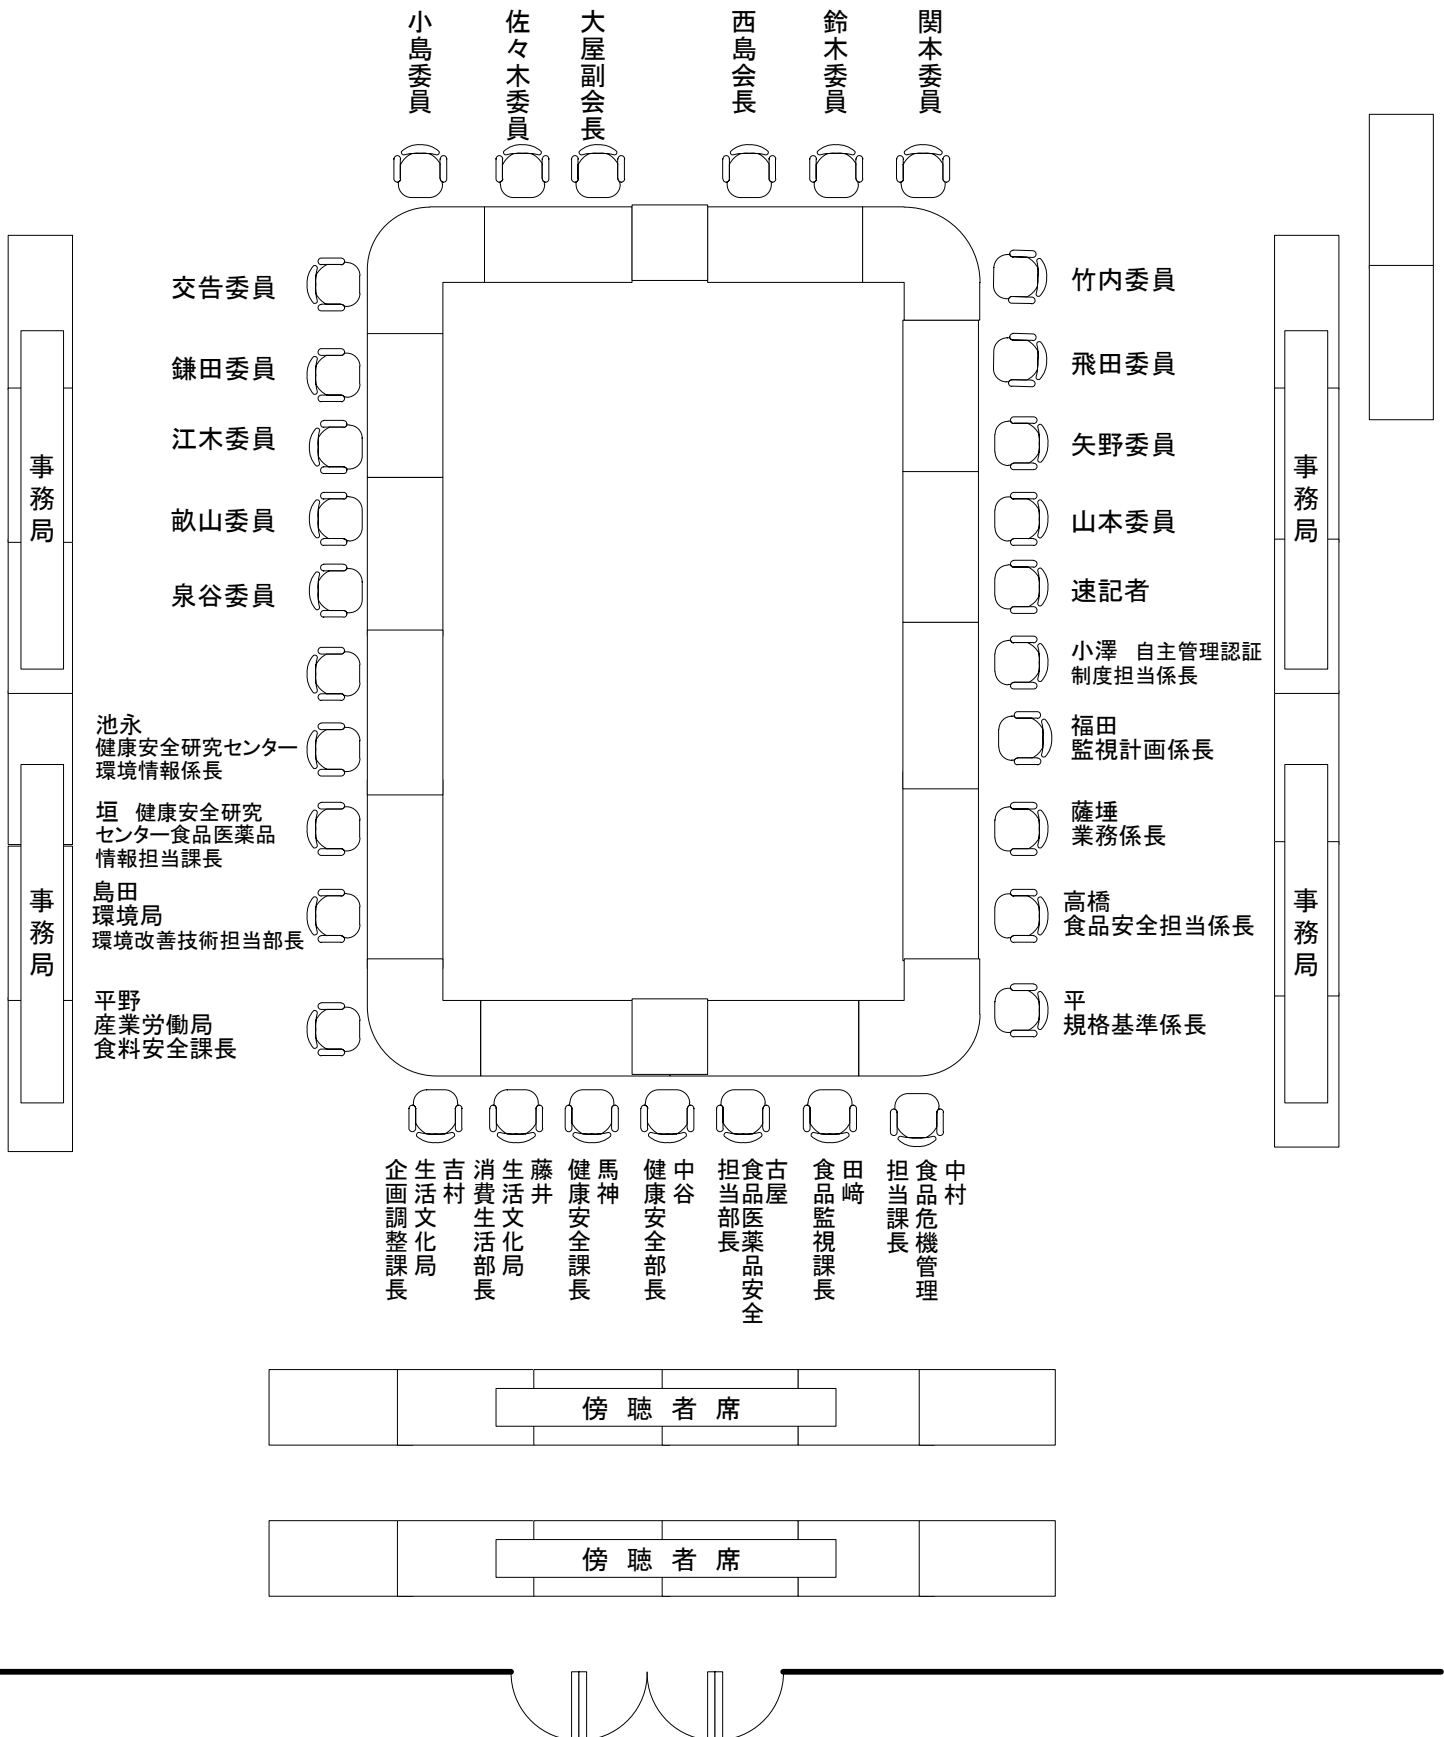 小島委員
佐々木委員
大屋副会長
西島会長
鈴木委員
関本委員
交告委員
鎌田委員
江木委員
畝山委員
泉谷委員
池永
健康安全研究センター
環境情報係長
垣 健康安全研究
センター食品医薬品
情報担当課長
島田
環境局
環境改善技術担当部長
平野
産業労働局
食料安全課長
竹内委員
飛田委員
矢野委員
山本委員
速記者
小澤 自主管理認証
制度担当係長
福田
監視計画係長
薩埵
業務係長
高橋
食品安全担当係長
平
規格基準係長
事務局
事務局
事務局
事務局
吉村
生活文化局
企画調整課長
藤井
生活文化局
消費生活部長
馬神
健康安全課長
中谷
健康安全部長
古屋
食品医薬品安全
担当部長
田﨑
食品監視課長
中村
食品危機管理
担当課長
傍聴者席
傍聴者席